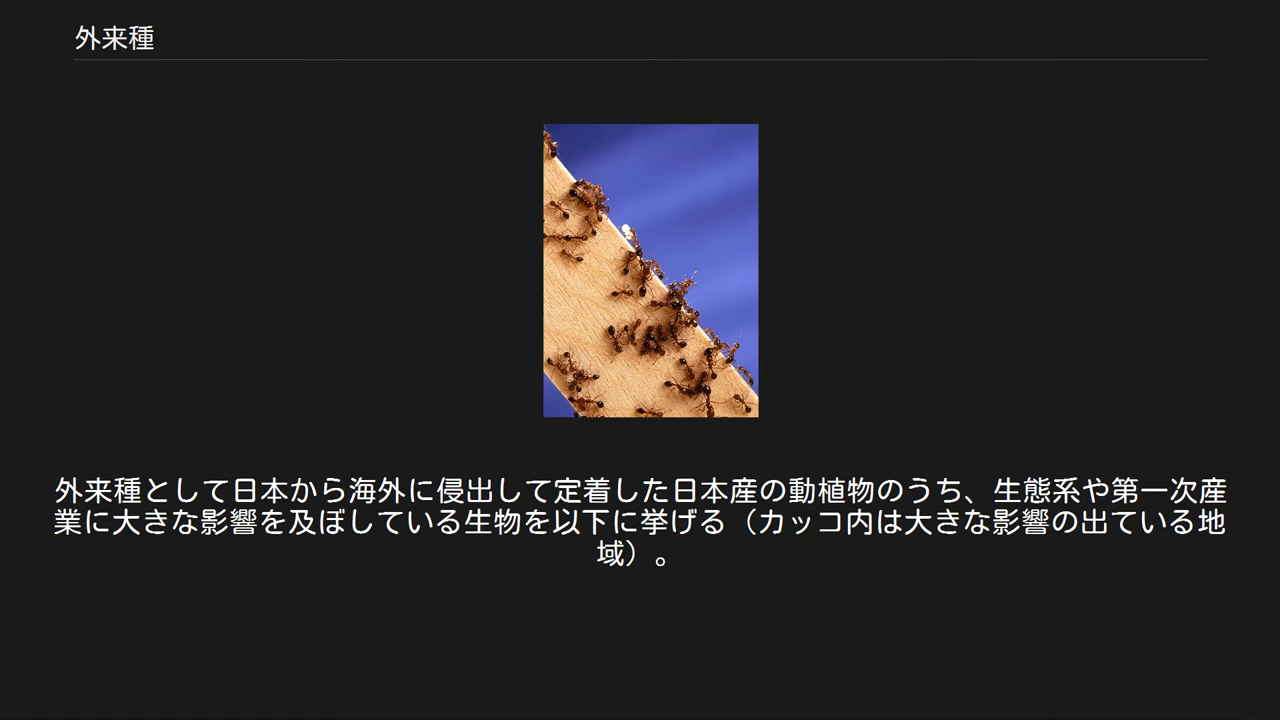 外来種
外来種として日本から海外に侵出して定着した日本産の動植物のうち、生態系や第一次産
業に大きな影響を及ぼしている生物を以下に挙げる（カッコ内は大きな影響の出ている地
域）。